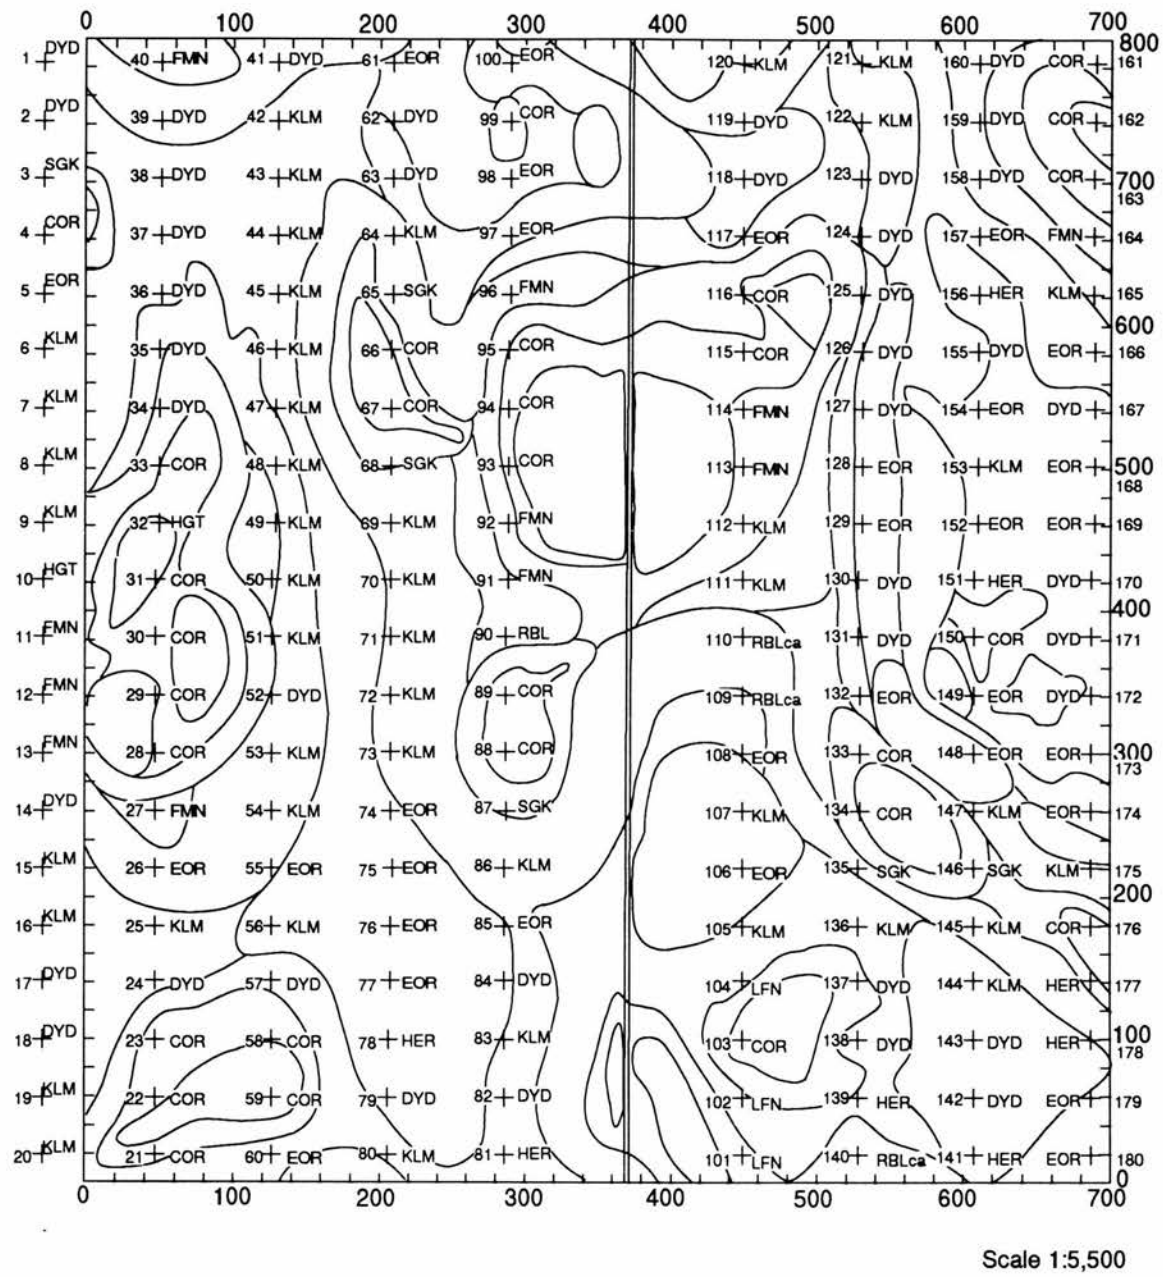 0 100 200 300 400 500 600 700
800
1 DYD 40 FMN 41 DYD 61 EOR 100 EOR 120 KLM 121 KLM 160 DYD COR 161
2 DYD 39 DYD 42 KLM 62 DYD 99 COR 119 DYD 122 KLM 159 DYD COR 162
3 SGK 38 DYD 43 KLM 63 DYD 98 EOR 118 DYD 123 DYD 158 DYD COR 700
163
4 COR 37 DYD 44 KLM 64 KLM 97 EOR 117 EOR 124 DYD 157 EOR FMN 164
5 EOR 36 DYD 45 KLM 65 SGK 96 FMN 116 COR 125 DYD 156 HER KLM 165
600
6 KLM 35 DYD 46 KLM 66 COR 95 COR 115 COR 126 DYD 155 DYD EOR 166
7 KLM 34 DYD 47 KLM 67 COR 94 COR 114 FMN 127 DYD 154 EOR DYD 167
8 KLM 33 COR 48 KLM 68 SGK 93 COR 113 FMN 128 EOR 153 KLM EOR 500
168
9 KLM 32 HGT 49 KLM 69 KLM 92 FMN 112 KLM 129 EOR 152 EOR EOR 169
10 HGT 31 COR 50 KLM 70 KLM 91 FMN 111 KLM 130 DYD 151 HER DYD 170
400
11 FMN 30 COR 51 KLM 71 KLM 90 RBL 110 RBLca 131 DYD 150 COR DYD 171
12 FMN 29 COR 52 DYD 72 KLM 89 COR 109 RBLca 132 EOR 149 EOR DYD 172
13 FMN 28 COR 53 KLM 73 KLM 88 COR 108 EOR 133 COR 148 EOR EOR 300
173
14 DYD 27 FMN 54 KLM 74 EOR 87 SGK 107 KLM 134 COR 147 KLM EOR 174
15 KLM 26 EOR 55 EOR 75 EOR 86 KLM 106 EOR 135 SGK 146 SGK KLM 175
200
16 KLM 25 KLM 56 KLM 76 EOR 85 EOR 105 KLM 136 KLM 145 KLM COR 176
17 DYD 24 DYD 57 DYD 77 EOR 84 DYD 104 LFN 137 DYD 144 KLM HER 177
18 DYD 23 COR 58 COR 78 HER 83 KLM 103 COR 138 DYD 143 DYD HER 100
178
19 KLM 22 COR 59 COR 79 DYD 82 DYD 102 LFN 139 HER 142 DYD EOR 179
20 KLM 21 COR 60 EOR 80 KLM 81 HER 101 LFN 140 RBLca 141 HER EOR 180
0
0 100 200 300 400 500 600 700
Scale 1:5,500